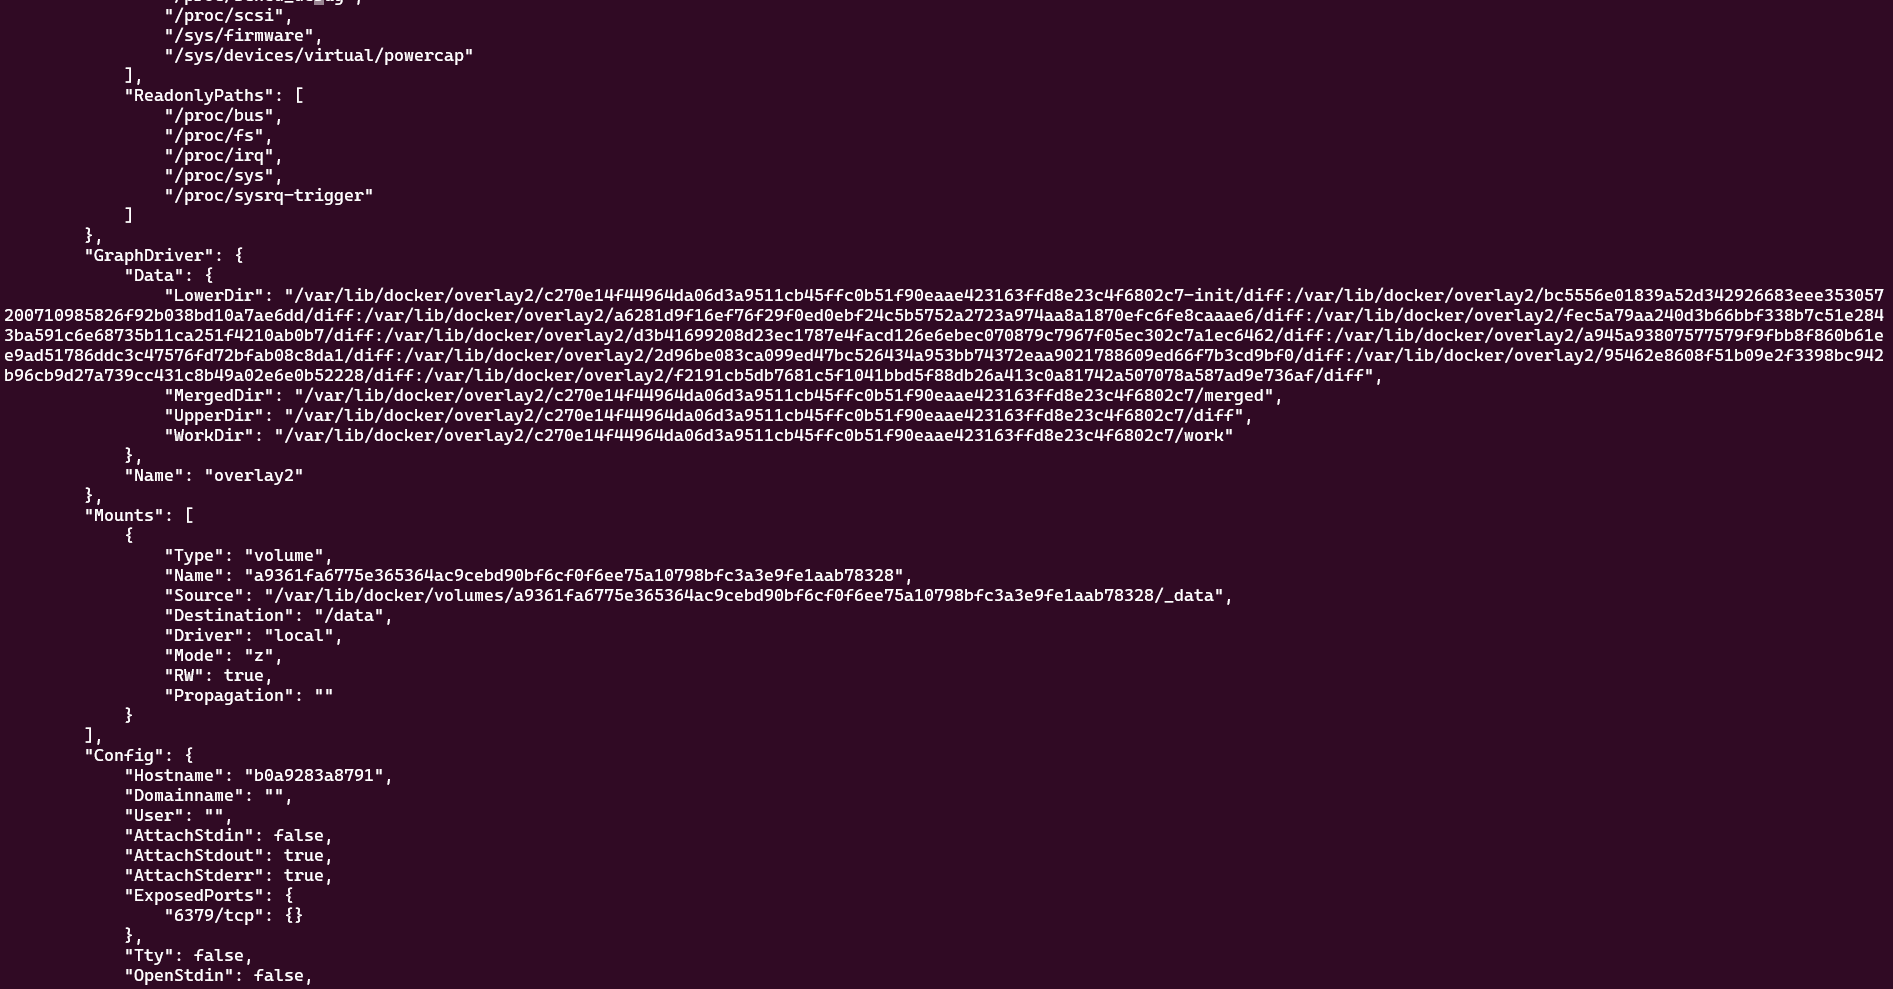 "/proc/scsi",
"/sys/firmware",
"/sys/devices/virtual/powercap"
],
"ReadonlyPaths": [
"/proc/bus",
"/proc/fs",
"/proc/irq",
"/proc/sys",
"/proc/sysrq-trigger"
]
},
"GraphDriver": {
"Data": {
"LowerDir": "/var/lib/docker/overlay2/c270e14f44964da06d3a9511cb45ffc0b51f90eaae423163ffd8e23c4f6802c7-init/diff:/var/lib/docker/overlay2/bc5556e01839a52d342926683eee353057
200710985826f92b038bd10a7ae6dd/diff:/var/lib/docker/overlay2/a6281d9f16ef76f29f0ed0ebf24c5b5752a2723a974aa8a1870efc6fe8caaae6/diff:/var/lib/docker/overlay2/fec5a79aa240d3b66bbf338b7c51e284
3ba591c6e68735b11ca251f4210ab0b7/diff:/var/lib/docker/overlay2/d3b41699208d23ec1787e4facd126e6ebec070879c7967f05ec302c7a1ec6462/diff:/var/lib/docker/overlay2/a945a93807577579f9fbb8f860b61e
e9ad51786ddc3c47576fd72bfab08c8da1/diff:/var/lib/docker/overlay2/2d96be083ca099ed47bc526434a953bb74372eaa9021788609ed66f7b3cd9bf0/diff:/var/lib/docker/overlay2/95462e8608f51b09e2f3398bc942
b96cb9d27a739cc431c8b49a02e6e0b52228/diff:/var/lib/docker/overlay2/f2191cb5db7681c5f1041bbd5f88db26a413c0a81742a507078a587ad9e736af/diff",
"MergedDir": "/var/lib/docker/overlay2/c270e14f44964da06d3a9511cb45ffc0b51f90eaae423163ffd8e23c4f6802c7/merged",
"UpperDir": "/var/lib/docker/overlay2/c270e14f44964da06d3a9511cb45ffc0b51f90eaae423163ffd8e23c4f6802c7/diff",
"WorkDir": "/var/lib/docker/overlay2/c270e14f44964da06d3a9511cb45ffc0b51f90eaae423163ffd8e23c4f6802c7/work"
},
"Name": "overlay2"
},
"Mounts": [
{
"Type": "volume",
"Name": "a9361fa6775e365364ac9cebd90bf6cf0f6ee75a10798bfc3a3e9fe1aab78328",
"Source": "/var/lib/docker/volumes/a9361fa6775e365364ac9cebd90bf6cf0f6ee75a10798bfc3a3e9fe1aab78328/_data",
"Destination": "/data",
"Driver": "local",
"Mode": "z",
"RW": true,
"Propagation": ""
}
],
"Config": {
"Hostname": "b0a9283a8791",
"Domainname": "",
"User": "",
"AttachStdin": false,
"AttachStdout": true,
"AttachStderr": true,
"ExposedPorts": {
"6379/tcp": {}
},
"Tty": false,
"OpenStdin": false,